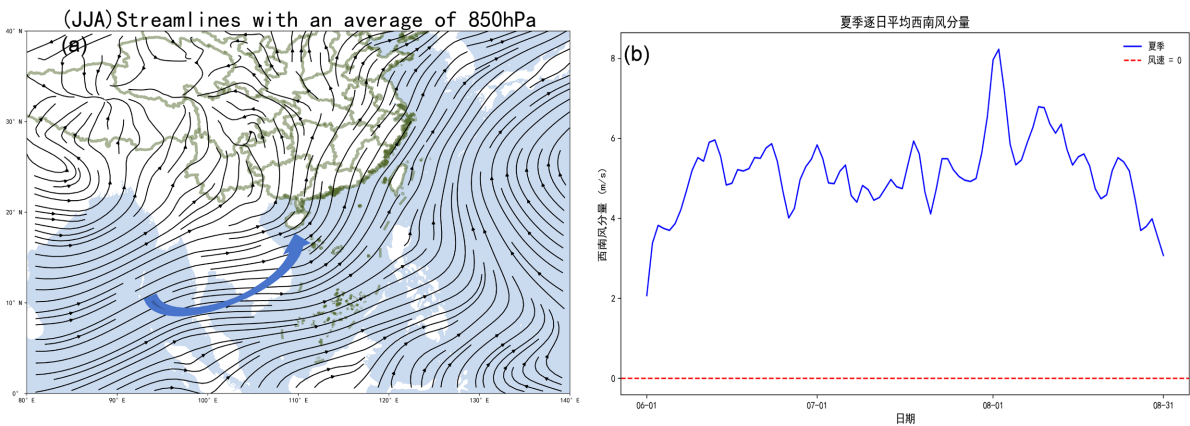 (JJA)Streamlines with an average of 850hPa
(a)
40° N
30° N
20° N
10° N
0°
80° E
90° E
100° E
110° E
120° E
130° E
140° E
夏季逐日平均西南风分量
(b)
夏季
风速 = 0
西南风分量 (m/s)
8
6
4
2
0
06-01
07-01
08-01
08-31
日期